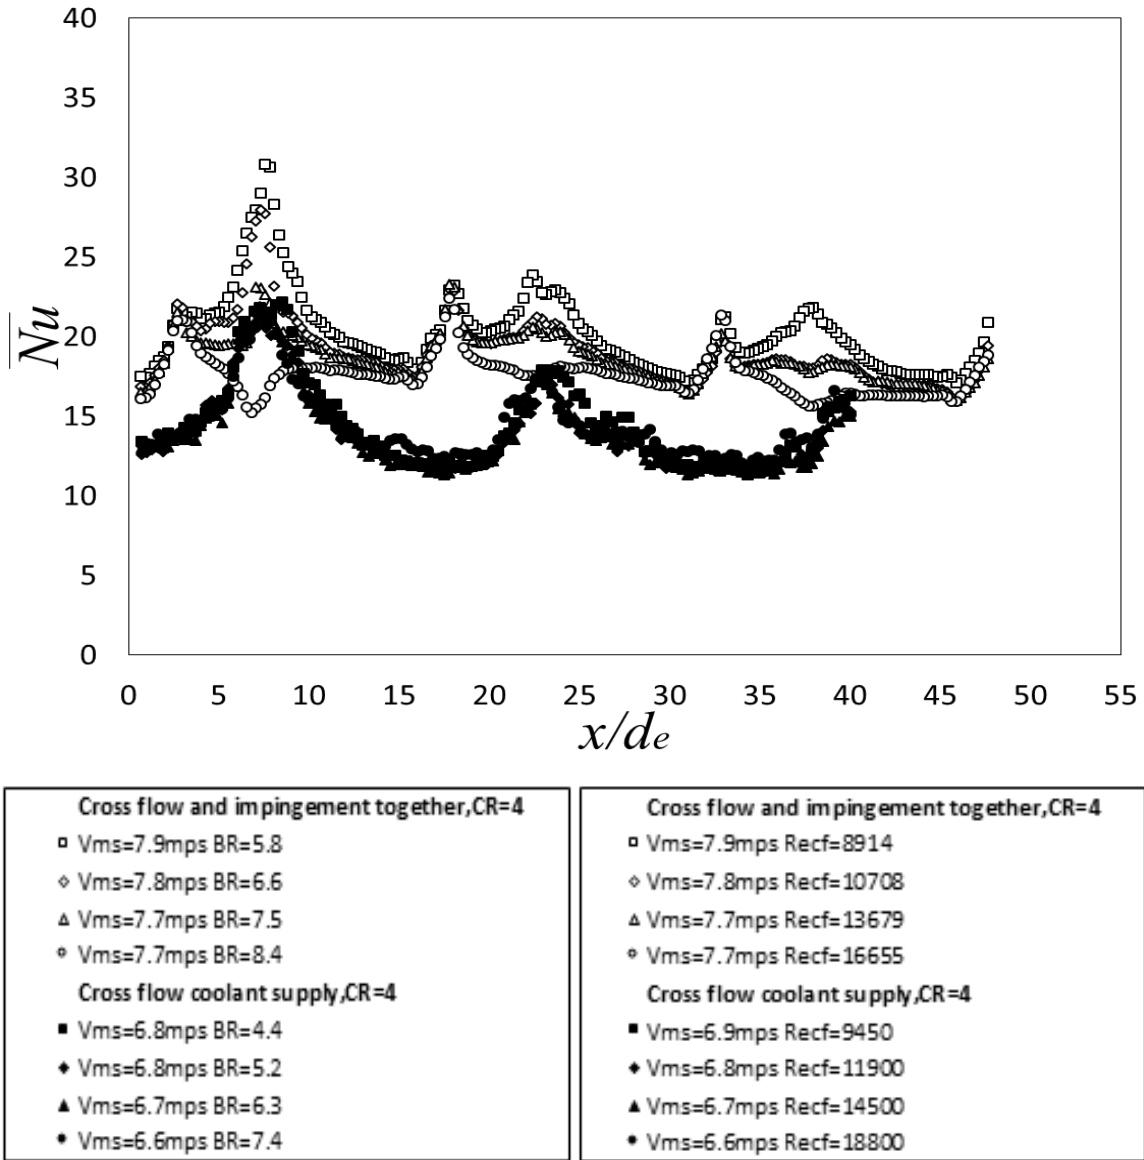 40
35
30
25
20
15
10
5
0
Nu
0 5 10 15 20 25 30 35 40 45 50 55
x/de
Cross flow and impingement together,CR=4
Vms=7.9mps BR=5.8
Vms=7.8mps BR=6.6
Vms=7.7mps BR=7.5
Vms=7.7mps BR=8.4
Cross flow coolant supply,CR=4
Vms=6.8mps BR=4.4
Vms=6.8mps BR=5.2
Vms=6.7mps BR=6.3
Vms=6.6mps BR=7.4
Cross flow and impingement together,CR=4
Vms=7.9mps Recf=8914
Vms=7.8mps Recf=10708
Vms=7.7mps Recf=13679
Vms=7.7mps Recf=16655
Cross flow coolant supply,CR=4
Vms=6.9mps Recf=9450
Vms=6.8mps Recf=11900
Vms=6.7mps Recf=14500
Vms=6.6mps Recf=18800